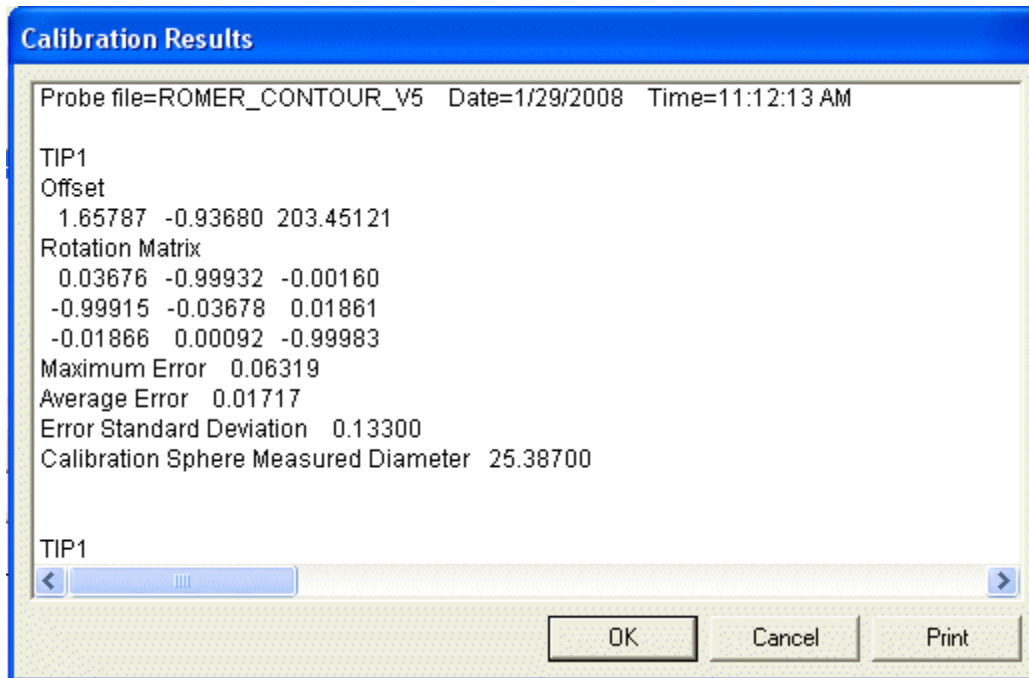 Calibration Results
Probe file=ROMER_CONTOUR_V5 Date=1/29/2008 Time=11:12:13 AM
TIP1
Offset
1.65787 -0.93680 203.45121
Rotation Matrix
0.03676 -0.99932 -0.00160
-0.99915 -0.03678 0.01861
-0.01866 0.00092 -0.99983
Maximum Error 0.06319
Average Error 0.01717
Error Standard Deviation 0.13300
Calibration Sphere Measured Diameter 25.38700
TIP1
OK Cancel Print